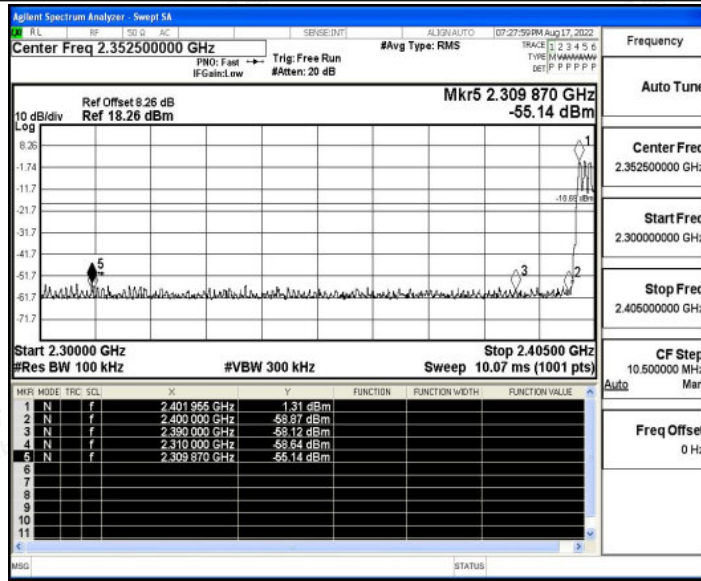 Agilent Spectrum Analyzer - Swept SA
RL RF 50 Ω AC SENSE:INT ALIGN AUTO 07:27:59 PM Aug 17, 2022
Center Freq 2.352500000 GHz
PNO: Fast
IFGain:Low
Trig: Free Run
#Atten: 20 dB
#Avg Type: RMS
TRACE 1 2 3 4 5 6
TYPE M
DET P P P P P P
Frequency
Auto Tune
Center Freq
2.352500000 GHz
Start Freq
2.300000000 GHz
Stop Freq
2.405000000 GHz
CF Step
10.500000 MHz
Auto Man
Freq Offset
0 Hz
Mkr5 2.309 870 GHz
-55.14 dBm
Ref Offset 8.26 dB
10 dB/div Ref 18.26 dBm
Log
8.26
-1.74
-11.7
-21.7
-31.7
-41.7
-51.7
-61.7
-71.7
1
5
3
2
Start 2.30000 GHz Stop 2.40500 GHz
#Res BW 100 kHz #VBW 300 kHz Sweep 10.07 ms (1001 pts)
MKR MODE TRC SCL X Y FUNCTION FUNCTION WIDTH FUNCTION VALUE
1 N f 2.401 955 GHz 1.31 dBm
2 N f 2.400 000 GHz -58.87 dBm
3 N f 2.390 000 GHz -58.12 dBm
4 N f 2.310 000 GHz -58.64 dBm
5 N f 2.309 870 GHz -55.14 dBm
6
7
8
9
10
11
MSG STATUS